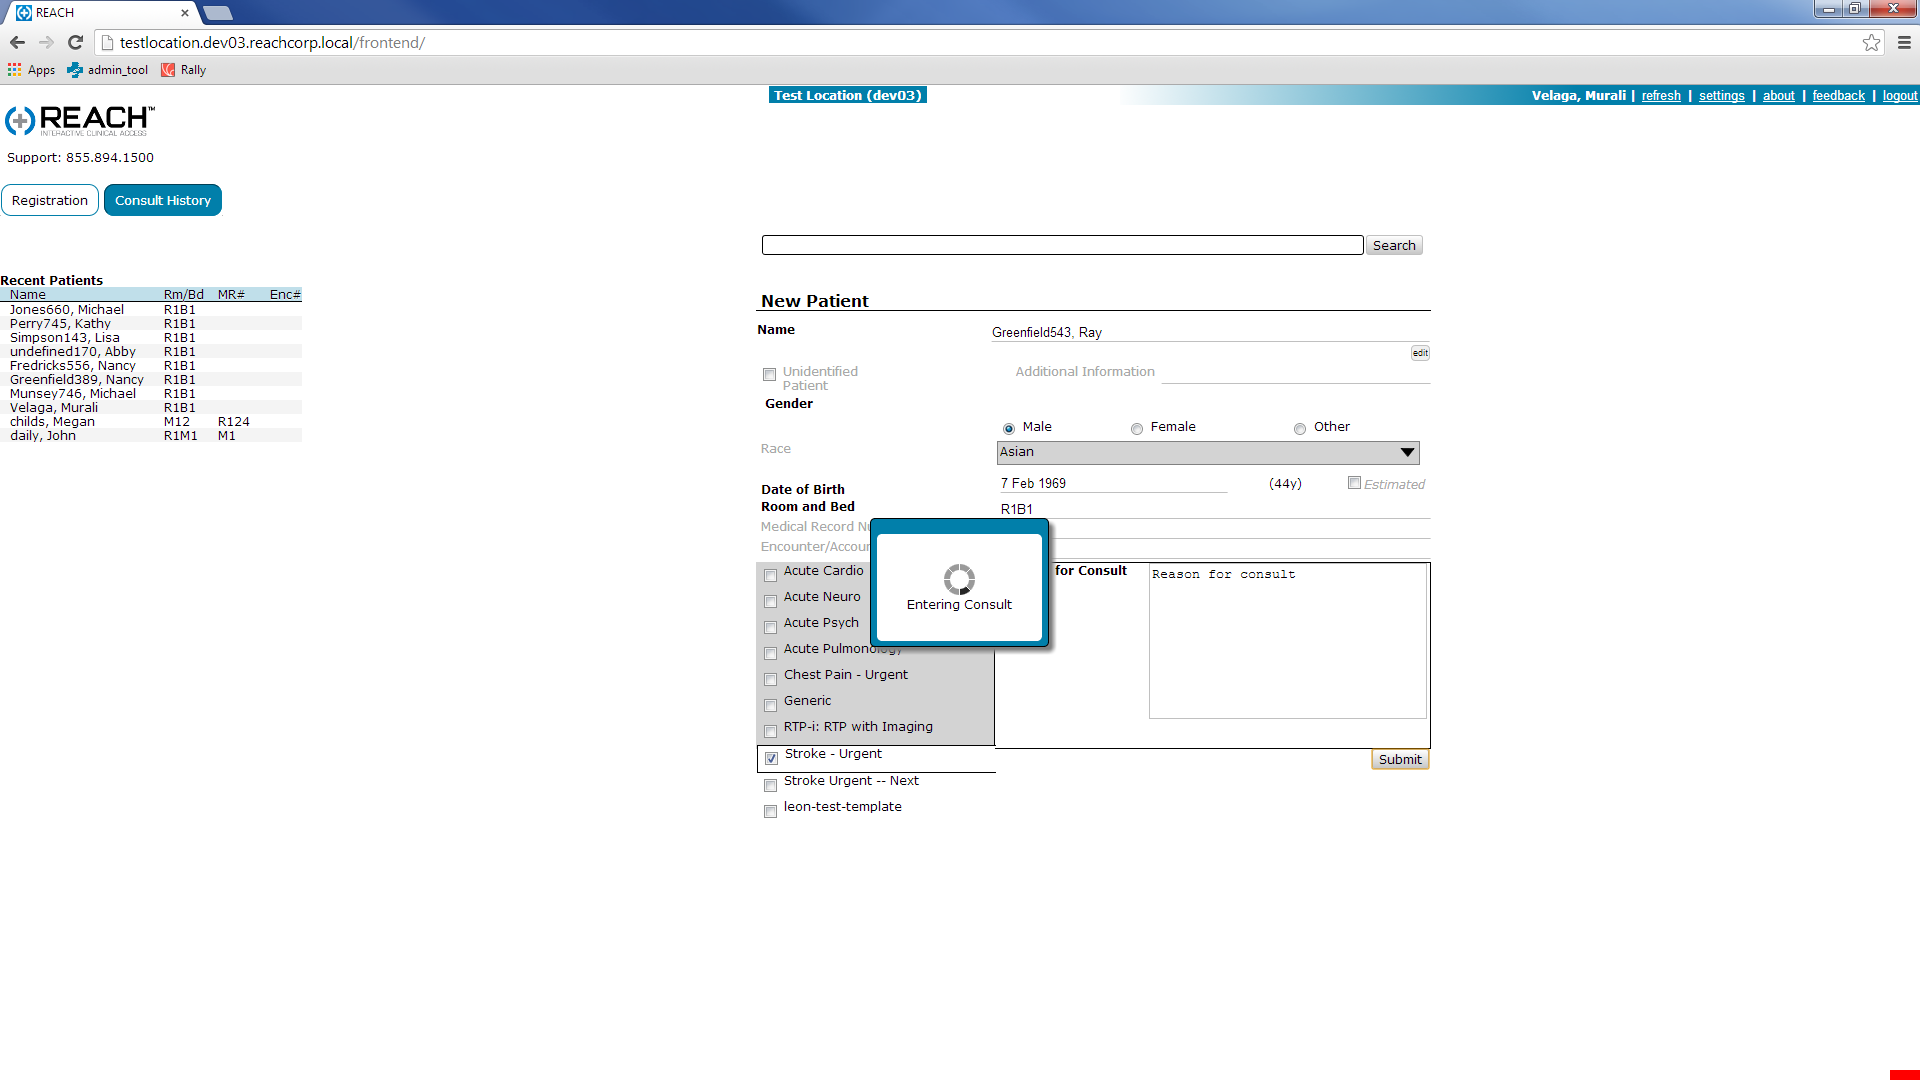 REACH
testlocation.dev03.reachcorp.local/frontend/
Apps admin_tool Rally
Test Location (dev03) Velaga, Murali | refresh | settings | about | feedback | logout
REACH™
INTERACTIVE CLINICAL ACCESS
Support: 855.894.1500
Registration Consult History
Search
Recent Patients
Name Rm/Bd MR# Enc#
Jones660, Michael R1B1
Perry745, Kathy R1B1
Simpson143, Lisa R1B1
undefined170, Abby R1B1
Fredricks556, Nancy R1B1
Greenfield389, Nancy R1B1
Munsey746, Michael R1B1
Velaga, Murali R1B1
childs, Megan M12 R124
daily, John R1M1 M1
New Patient
Name Greenfield543, Ray
edit
Unidentified Patient Additional Information
Gender
Male Female Other
Race Asian
Date of Birth 7 Feb 1969 (44y) Estimated
Room and Bed R1B1
Medical Record
Encounter/Accou
Entering Consult
Acute Cardio
Acute Neuro
Acute Psych
Acute Pulmonology
Chest Pain - Urgent
Generic
RTP-i: RTP with Imaging
Stroke - Urgent
Stroke Urgent -- Next
leon-test-template
for Consult Reason for consult
Submit